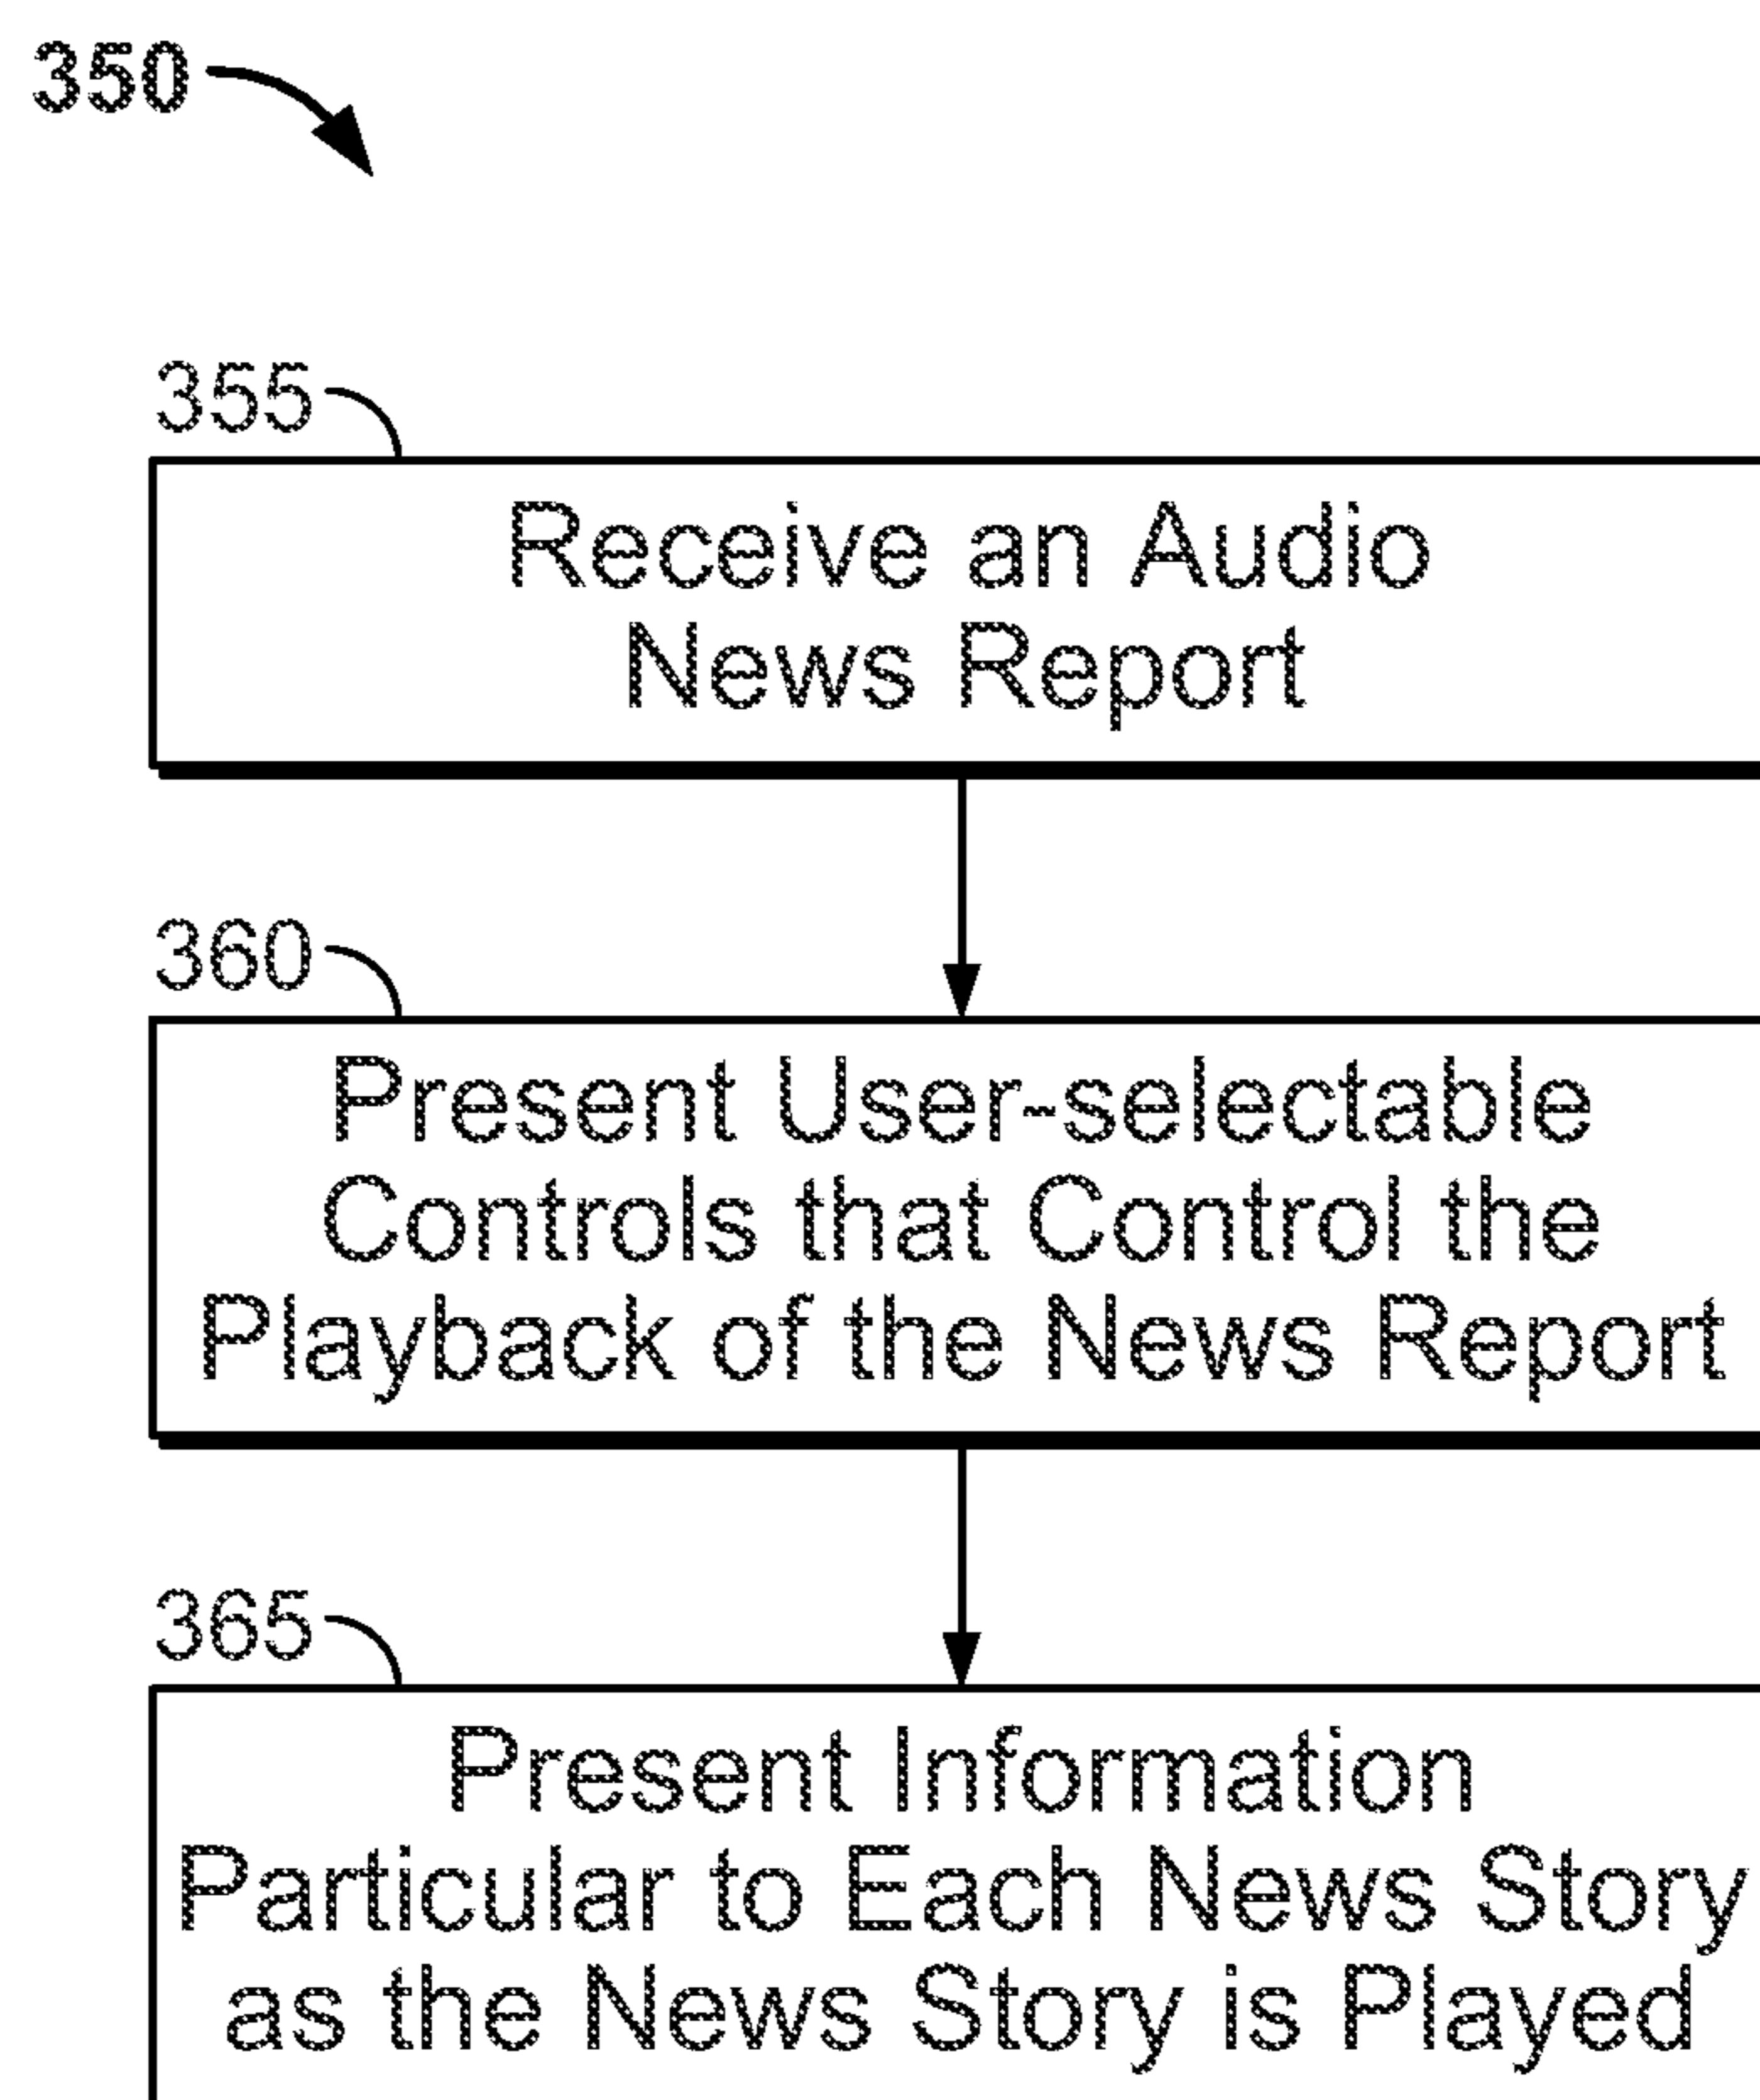 350
355
Receive an Audio
News Report
360
Present User-selectable
Controls that Control the
Playback of the News Report
365
Present Information
Particular to Each News Story
as the News Story is Played